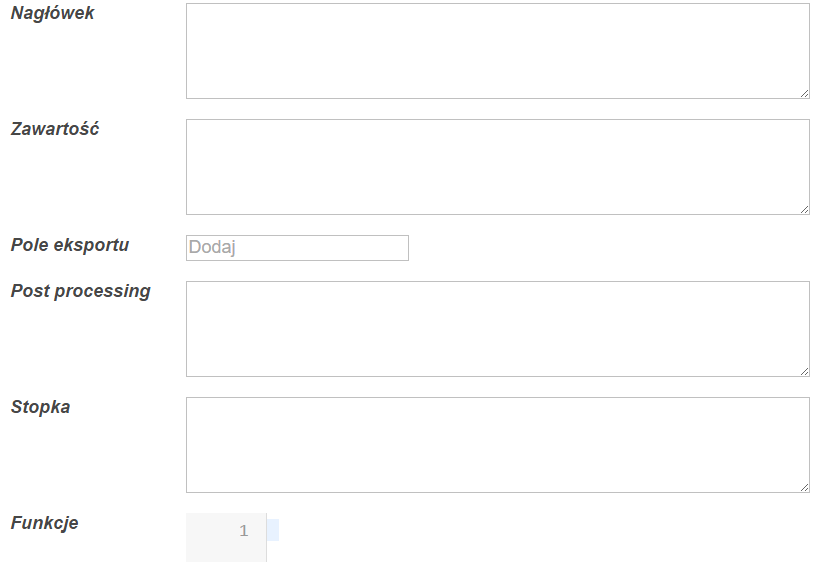 Nagłówek
Zawartość
Pole eksportu
Dodaj
Post processing
Stopka
Funkcje
1